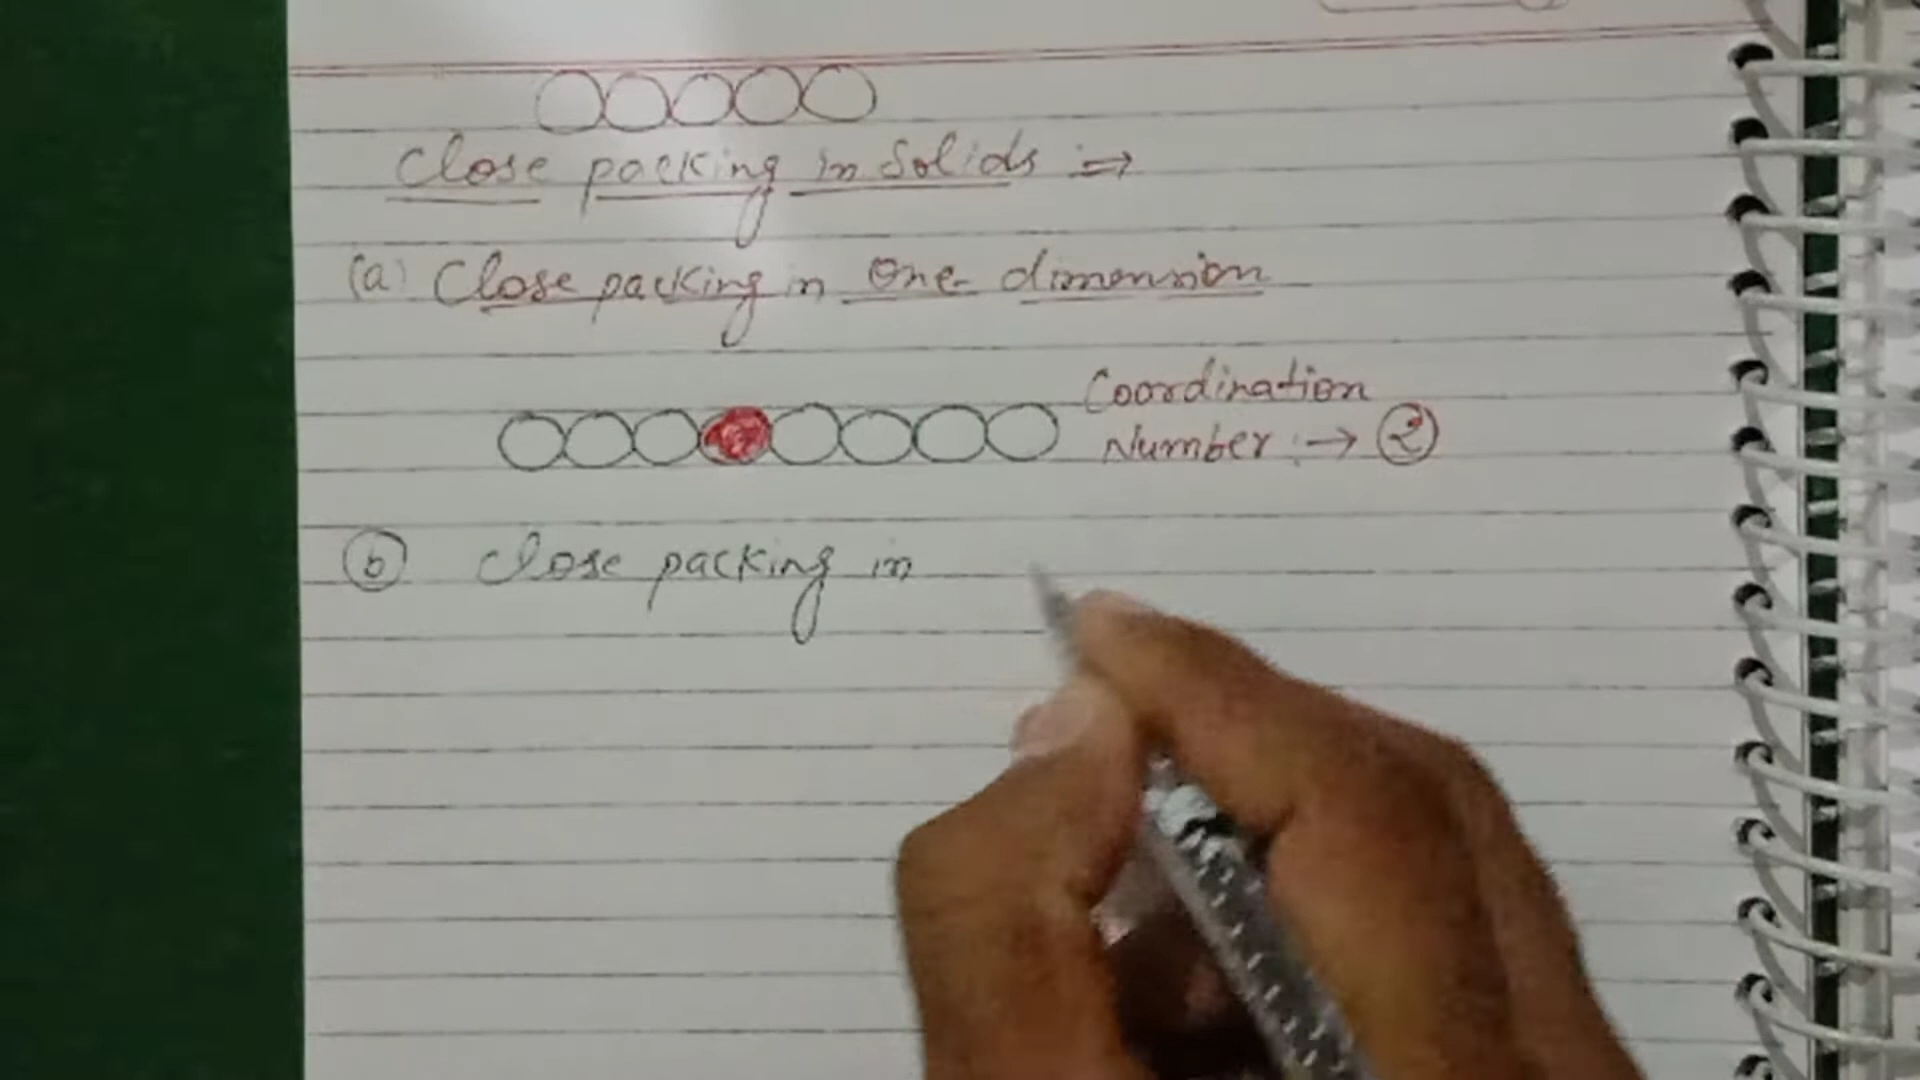 Close packing in Solids :⇒
(a) Close packing in One dimension
Coordination
Number :→ 2
b Close packing in